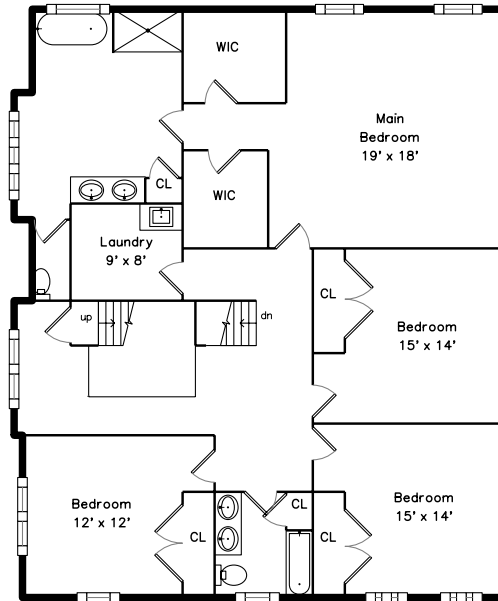 WIC
Main
Bedroom
19' x 18'
CL
WIC
Laundry
9' x 8'
CL
up
dn
Bedroom
15' x 14'
Bedroom
12' x 12'
CL
CL
CL
Bedroom
15' x 14'